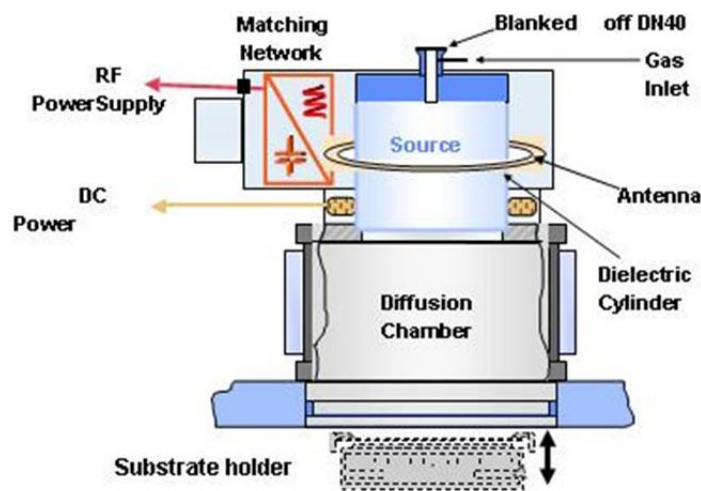 Matching
Network
Blanked off DN40
Gas
Inlet
RF
PowerSupply
Source
Antenna
DC
Power
Dielectric
Cylinder
Diffusion
Chamber
Substrate holder